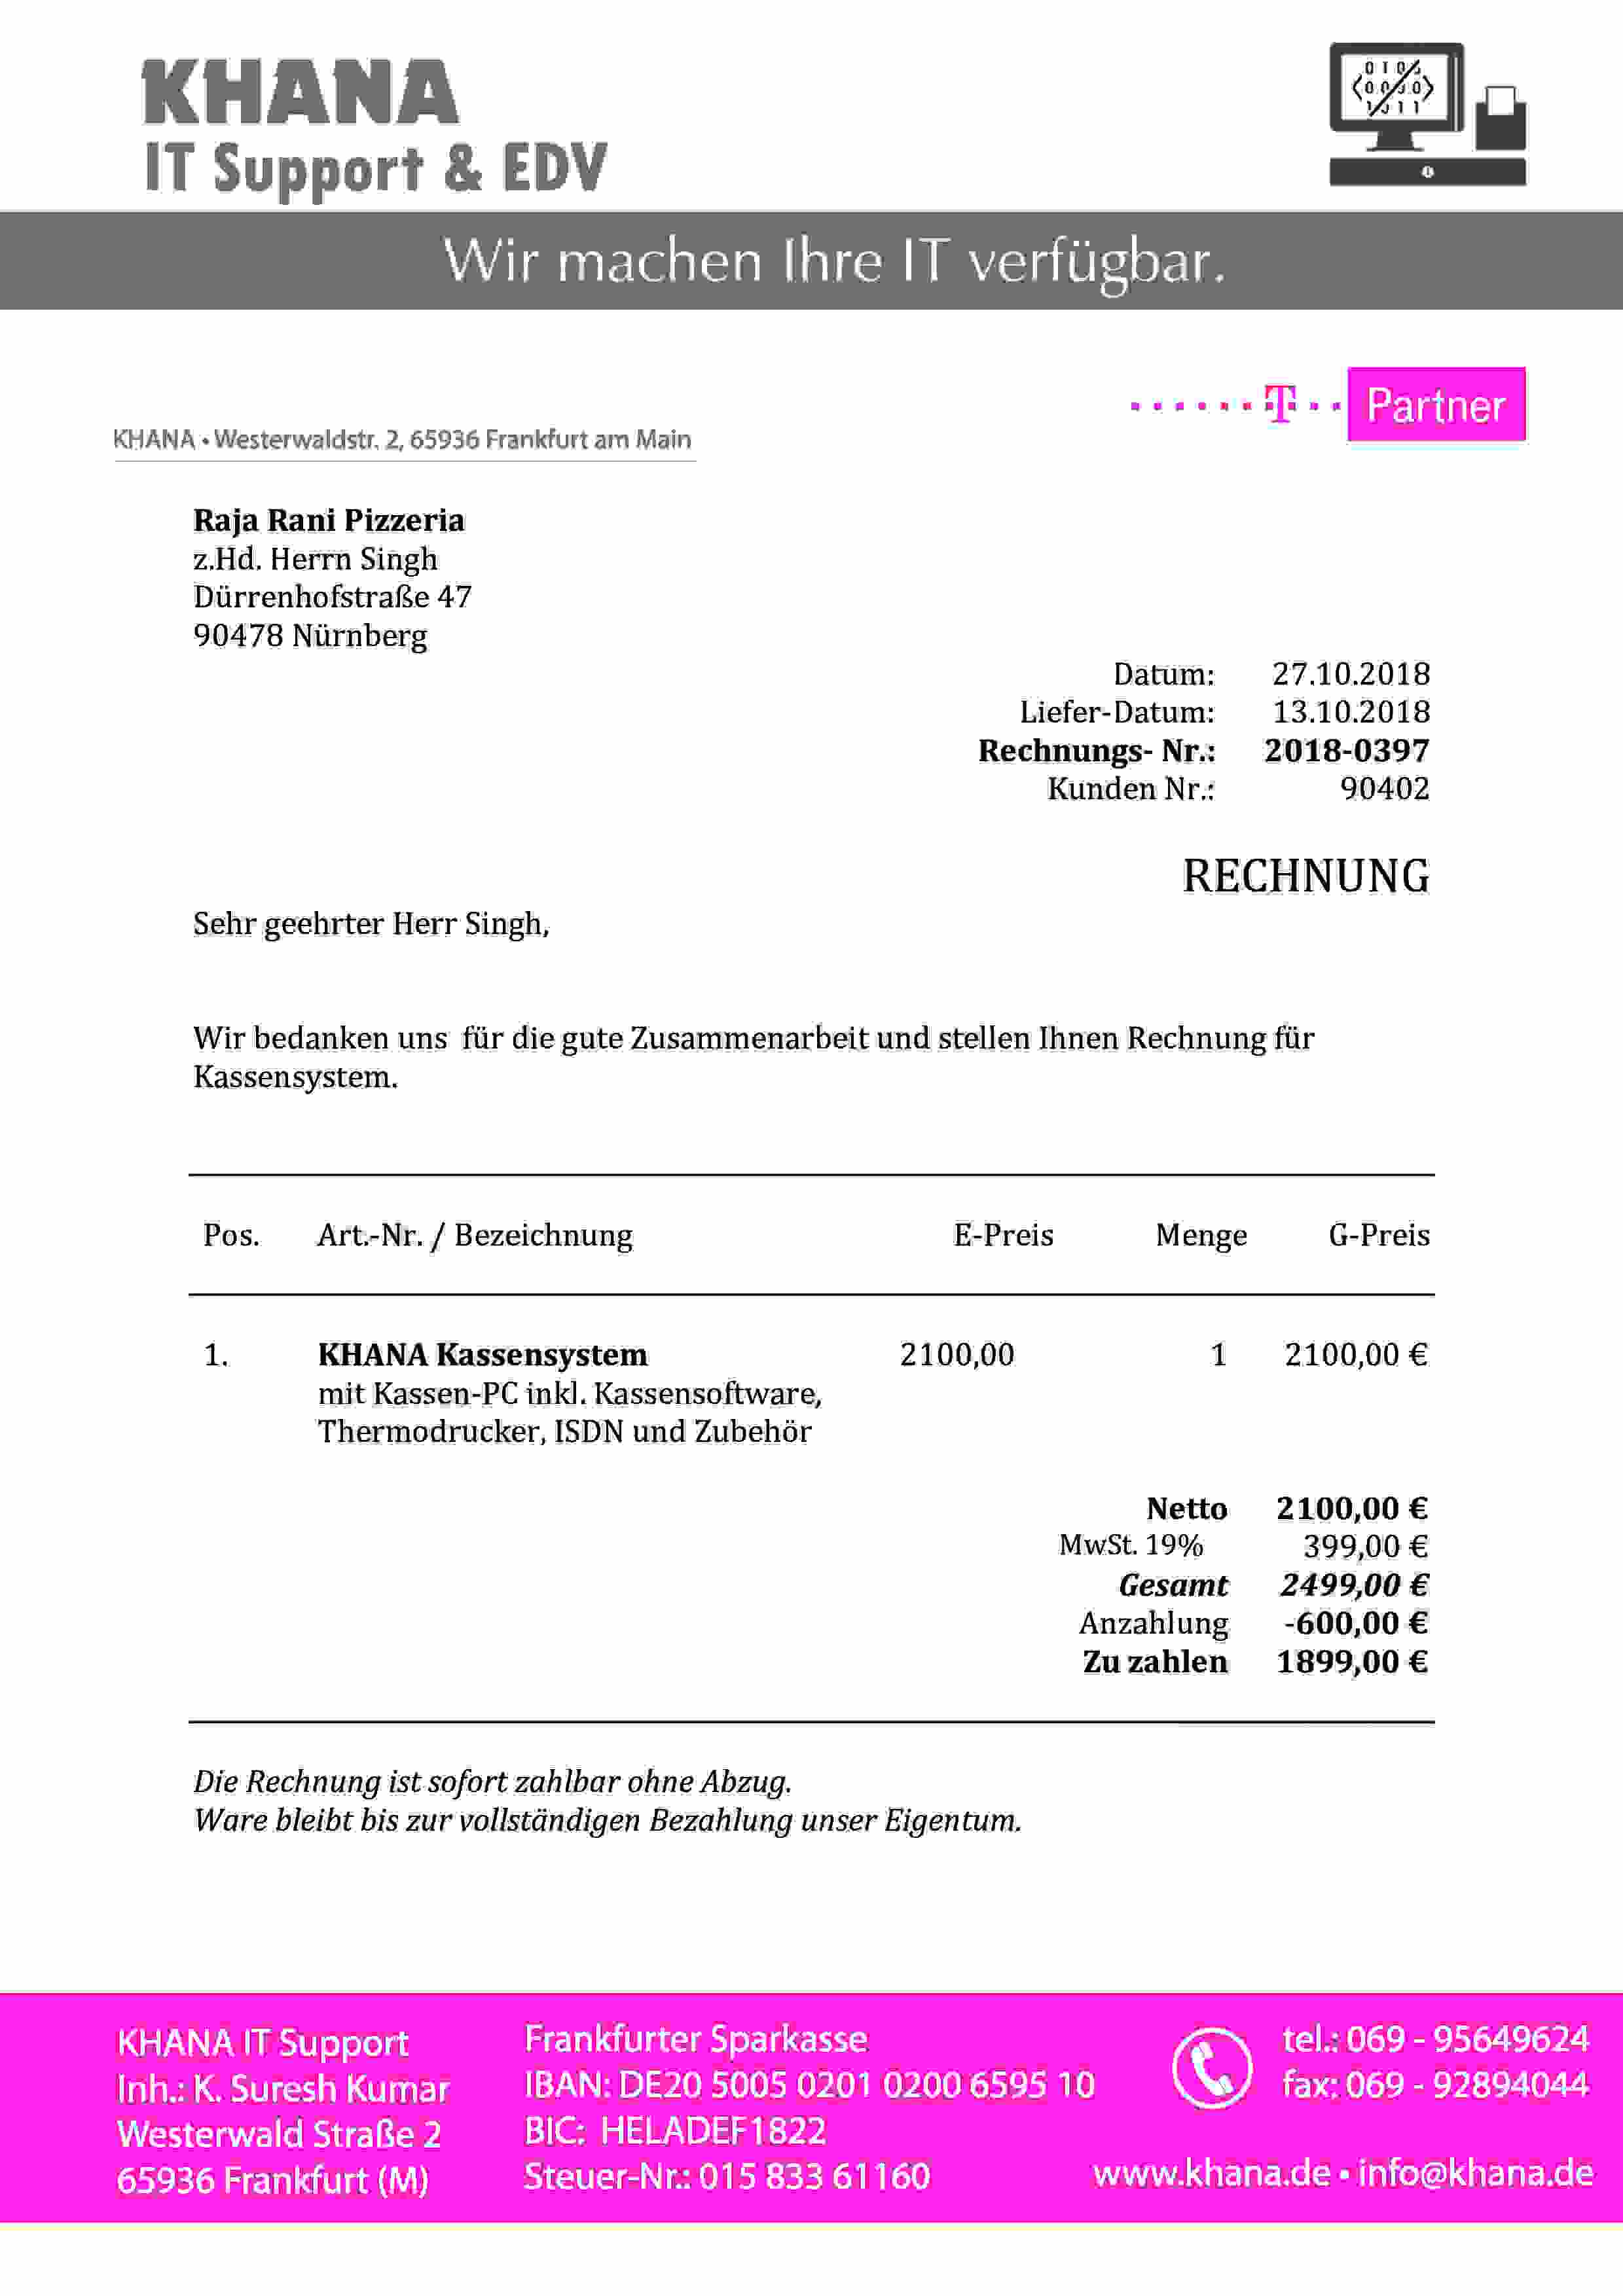 KHANA
IT Support & EDV
Wir machen Ihre IT verfügbar.
T Partner
KHANA • Westerwaldstr. 2, 65936 Frankfurt am Main
Raja Rani Pizzeria
z.Hd. Herrn Singh
Dürrenhofstraße 47
90478 Nürnberg
Datum: 27.10.2018
Liefer-Datum: 13.10.2018
Rechnungs- Nr.: 2018-0397
Kunden Nr.: 90402
RECHNUNG
Sehr geehrter Herr Singh,
Wir bedanken uns für die gute Zusammenarbeit und stellen Ihnen Rechnung für
Kassensystem.
Pos. Art.-Nr. / Bezeichnung E-Preis Menge G-Preis
1. KHANA Kassensystem 2100,00 1 2100,00 €
mit Kassen-PC inkl. Kassensoftware,
Thermodrucker, ISDN und Zubehör
Netto 2100,00 €
MwSt. 19% 399,00 €
Gesamt 2499,00 €
Anzahlung -600,00 €
Zu zahlen 1899,00 €
Die Rechnung ist sofort zahlbar ohne Abzug.
Ware bleibt bis zur vollständigen Bezahlung unser Eigentum.
KHANA IT Support
Inh.: K. Suresh Kumar
Westerwald Straße 2
65936 Frankfurt (M)
Frankfurter Sparkasse
IBAN: DE20 5005 0201 0200 6595 10
BIC: HELADEF1822
Steuer-Nr.: 015 833 61160
tel.: 069 - 95649624
fax: 069 - 92894044
www.khana.de • info@khana.de